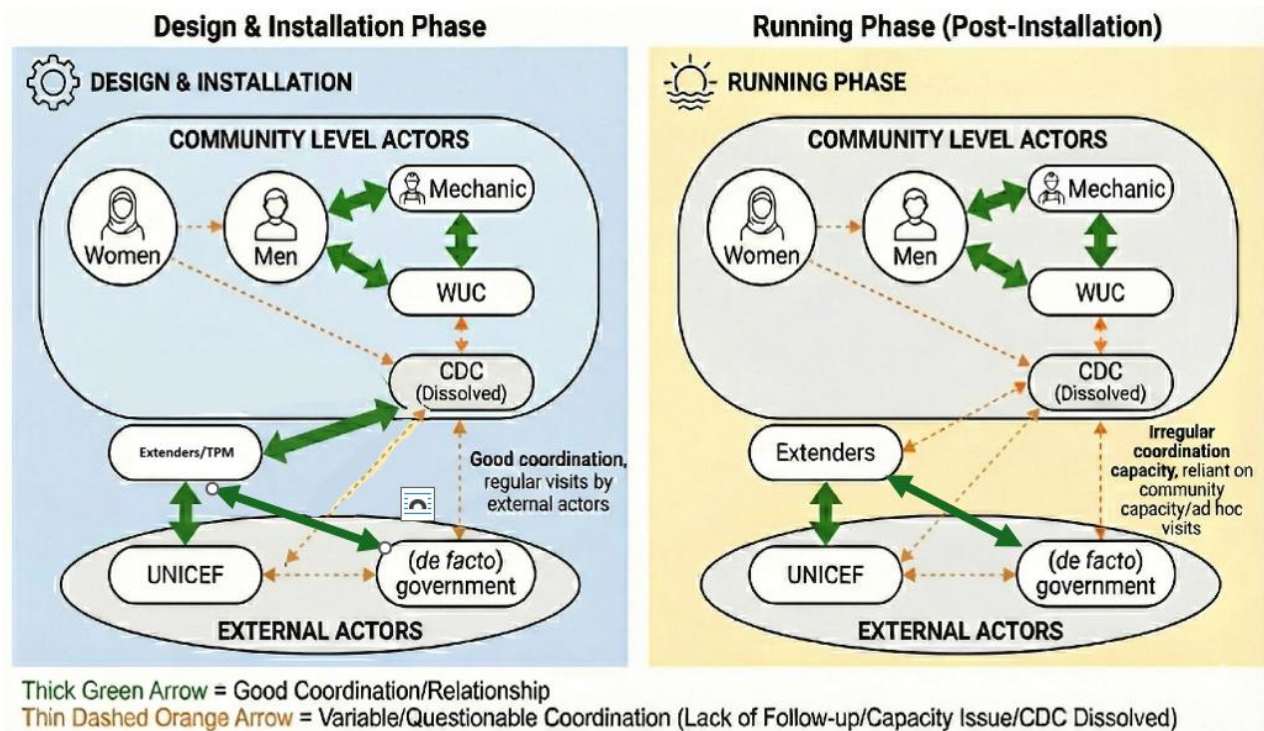 Design & Installation Phase
DESIGN & INSTALLATION
COMMUNITY LEVEL ACTORS
Women
Men
Mechanic
WUC
CDC
(Dissolved)
Extenders/TPM
Good coordination,
regular visits by
external actors
UNICEF
(de facto)
government
EXTERNAL ACTORS
Running Phase (Post-Installation)
RUNNING PHASE
COMMUNITY LEVEL ACTORS
Women
Men
Mechanic
WUC
CDC
(Dissolved)
Extenders
Irregular
coordination
capacity, reliant on
community
capacity/ad hoc
visits
UNICEF
(de facto)
government
EXTERNAL ACTORS
Thick Green Arrow = Good Coordination/Relationship
Thin Dashed Orange Arrow = Variable/Questionable Coordination (Lack of Follow-up/Capacity Issue/CDC Dissolved)